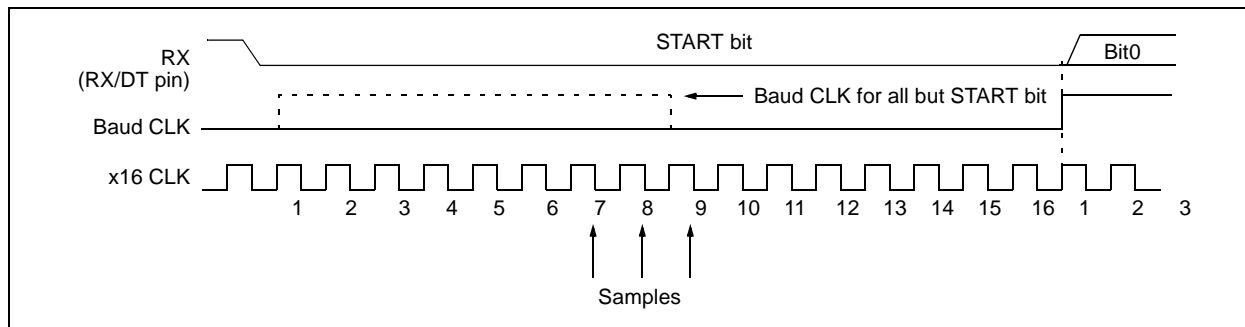 START bit
RX
(RX/DT pin)
Bit0
Baud CLK for all but START bit
Baud CLK
x16 CLK
1 2 3 4 5 6 7 8 9 10 11 12 13 14 15 16 1 2 3
Samples